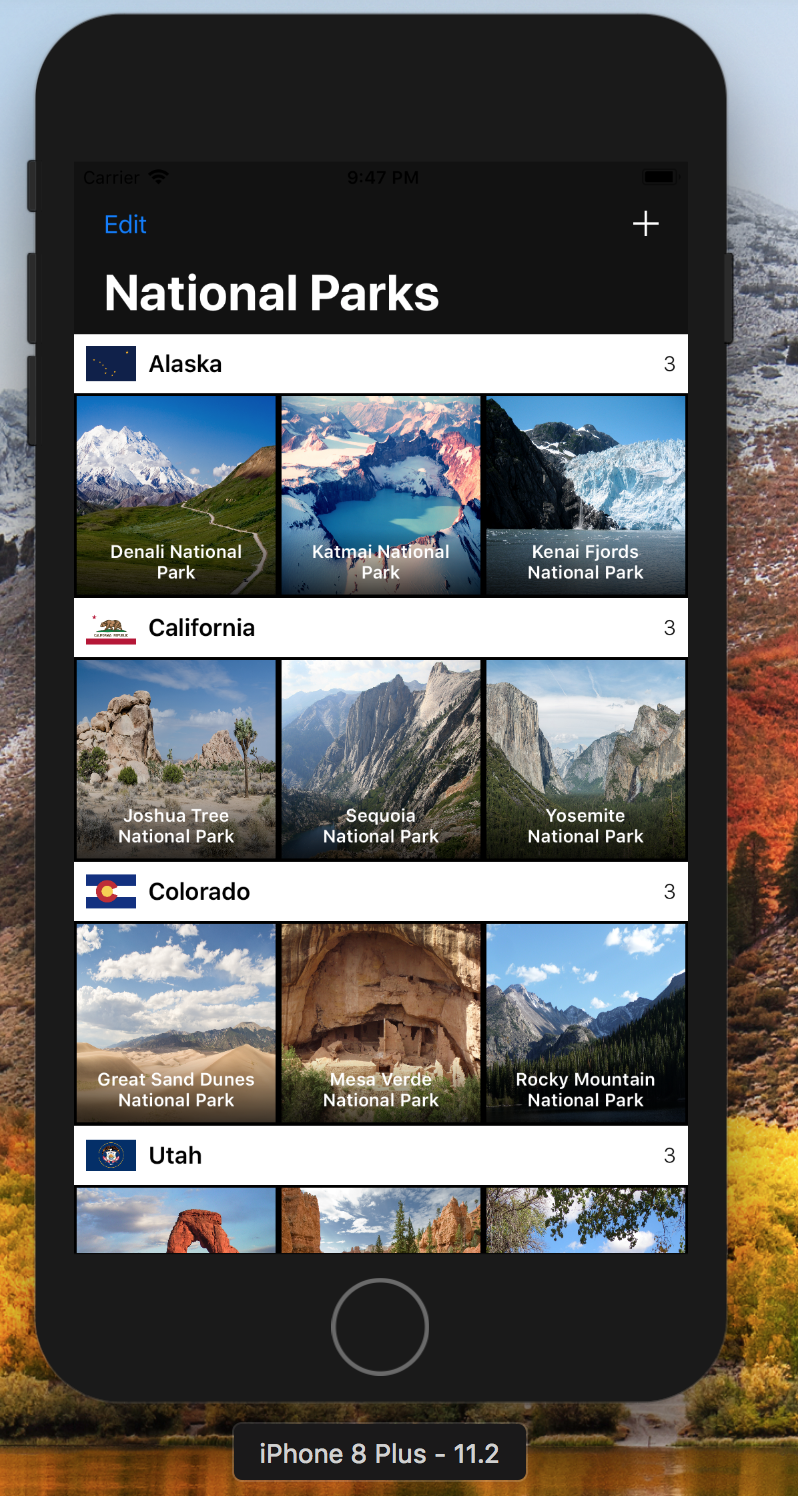 Carrier 9:47 PM
Edit +
National Parks
Alaska 3
Denali National
Park
Katmai National
Park
Kenai Fjords
National Park
California 3
CALIFORNIA REPUBLIC
Joshua Tree
National Park
Sequoia
National Park
Yosemite
National Park
Colorado 3
Great Sand Dunes
National Park
Mesa Verde
National Park
Rocky Mountain
National Park
Utah 3
iPhone 8 Plus - 11.2